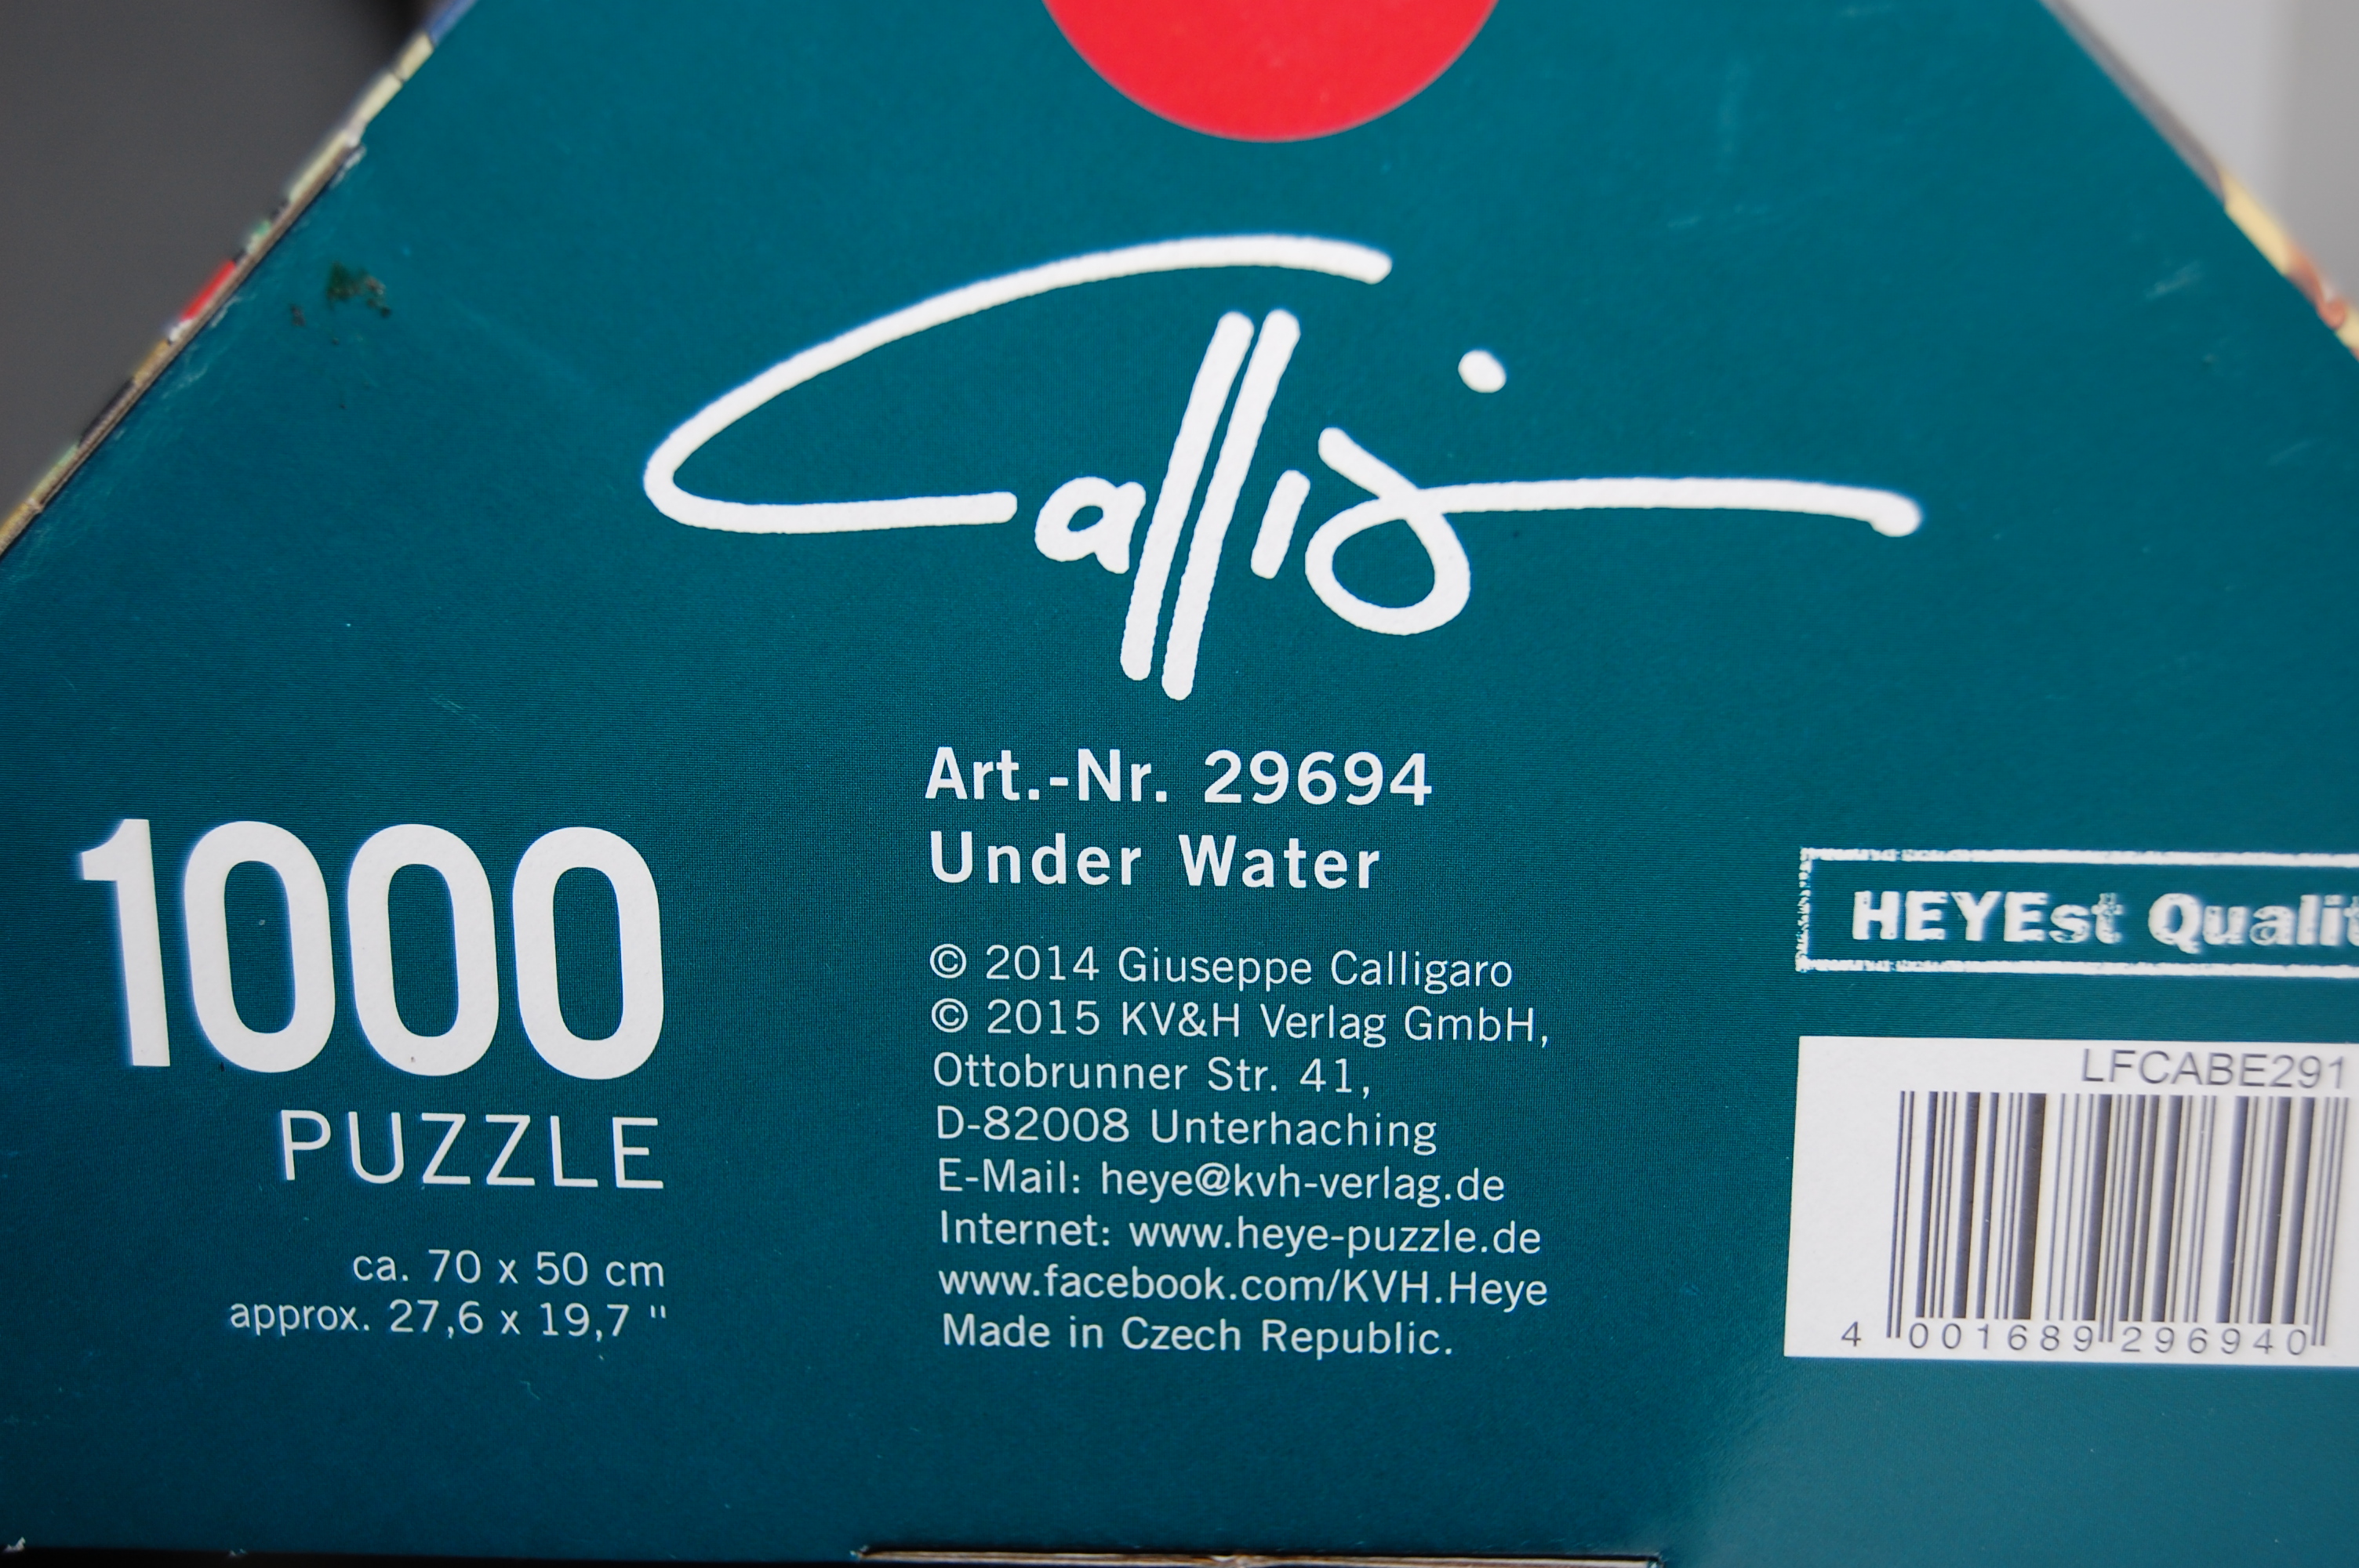 Calli
Art.-Nr. 29694
Under Water
© 2014 Giuseppe Calligaro
© 2015 KV&H Verlag GmbH,
Ottobrunner Str. 41,
D-82008 Unterhaching
E-Mail: heye@kvh-verlag.de
Internet: www.heye-puzzle.de
www.facebook.com/KVH.Heye
Made in Czech Republic.
1000
PUZZLE
ca. 70 x 50 cm
approx. 27,6 x 19,7 "
HEYEst Qualit
LFCABE291
4 001689 296940